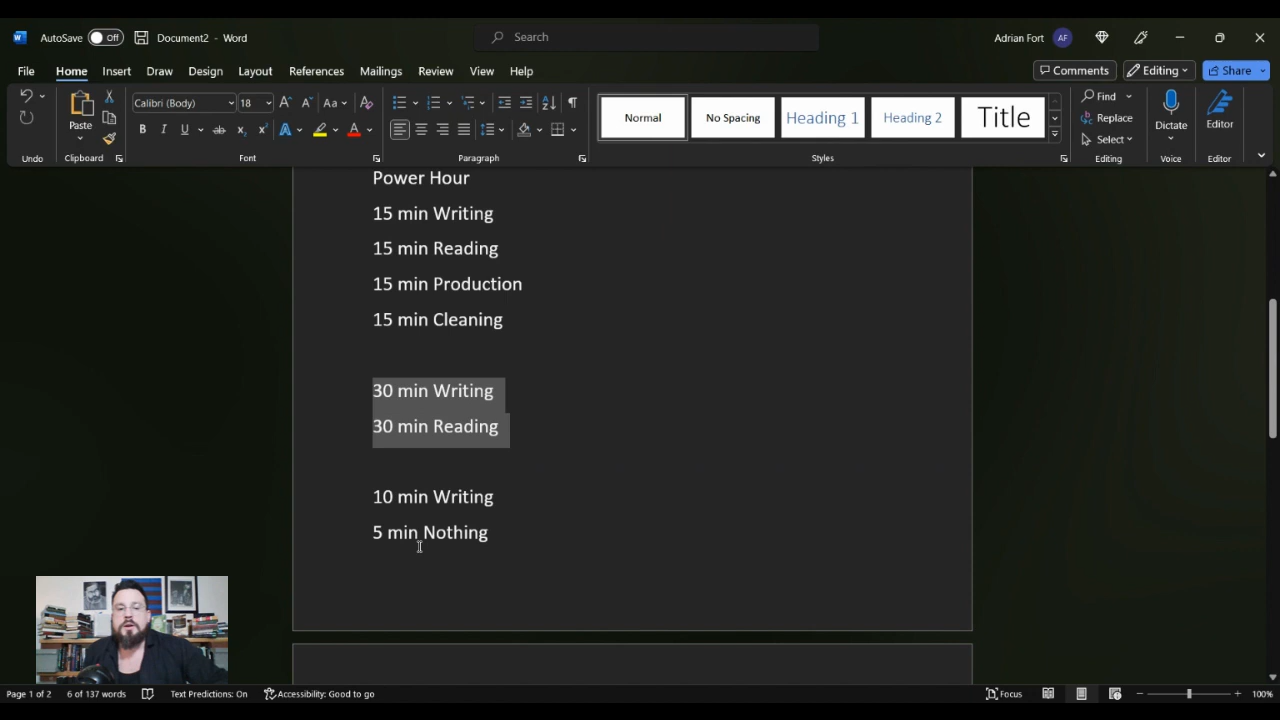 AutoSave Off Document2 - Word Search Adrian Fort AF
File Home Insert Draw Design Layout References Mailings Review View Help Comments Editing Share
Calibri (Body) 18 Aa Normal No Spacing Heading 1 Heading 2 Title Find
Paste Replace Dictate Editor
B I U ab x2 x2 A A Select
Undo Clipboard Font Paragraph Styles Editing Voice Editor
Power Hour
15 min Writing
15 min Reading
15 min Production
15 min Cleaning
30 min Writing
30 min Reading
10 min Writing
5 min Nothing
Page 1 of 2 6 of 137 words Text Predictions: On Accessibility: Good to go Focus 100%